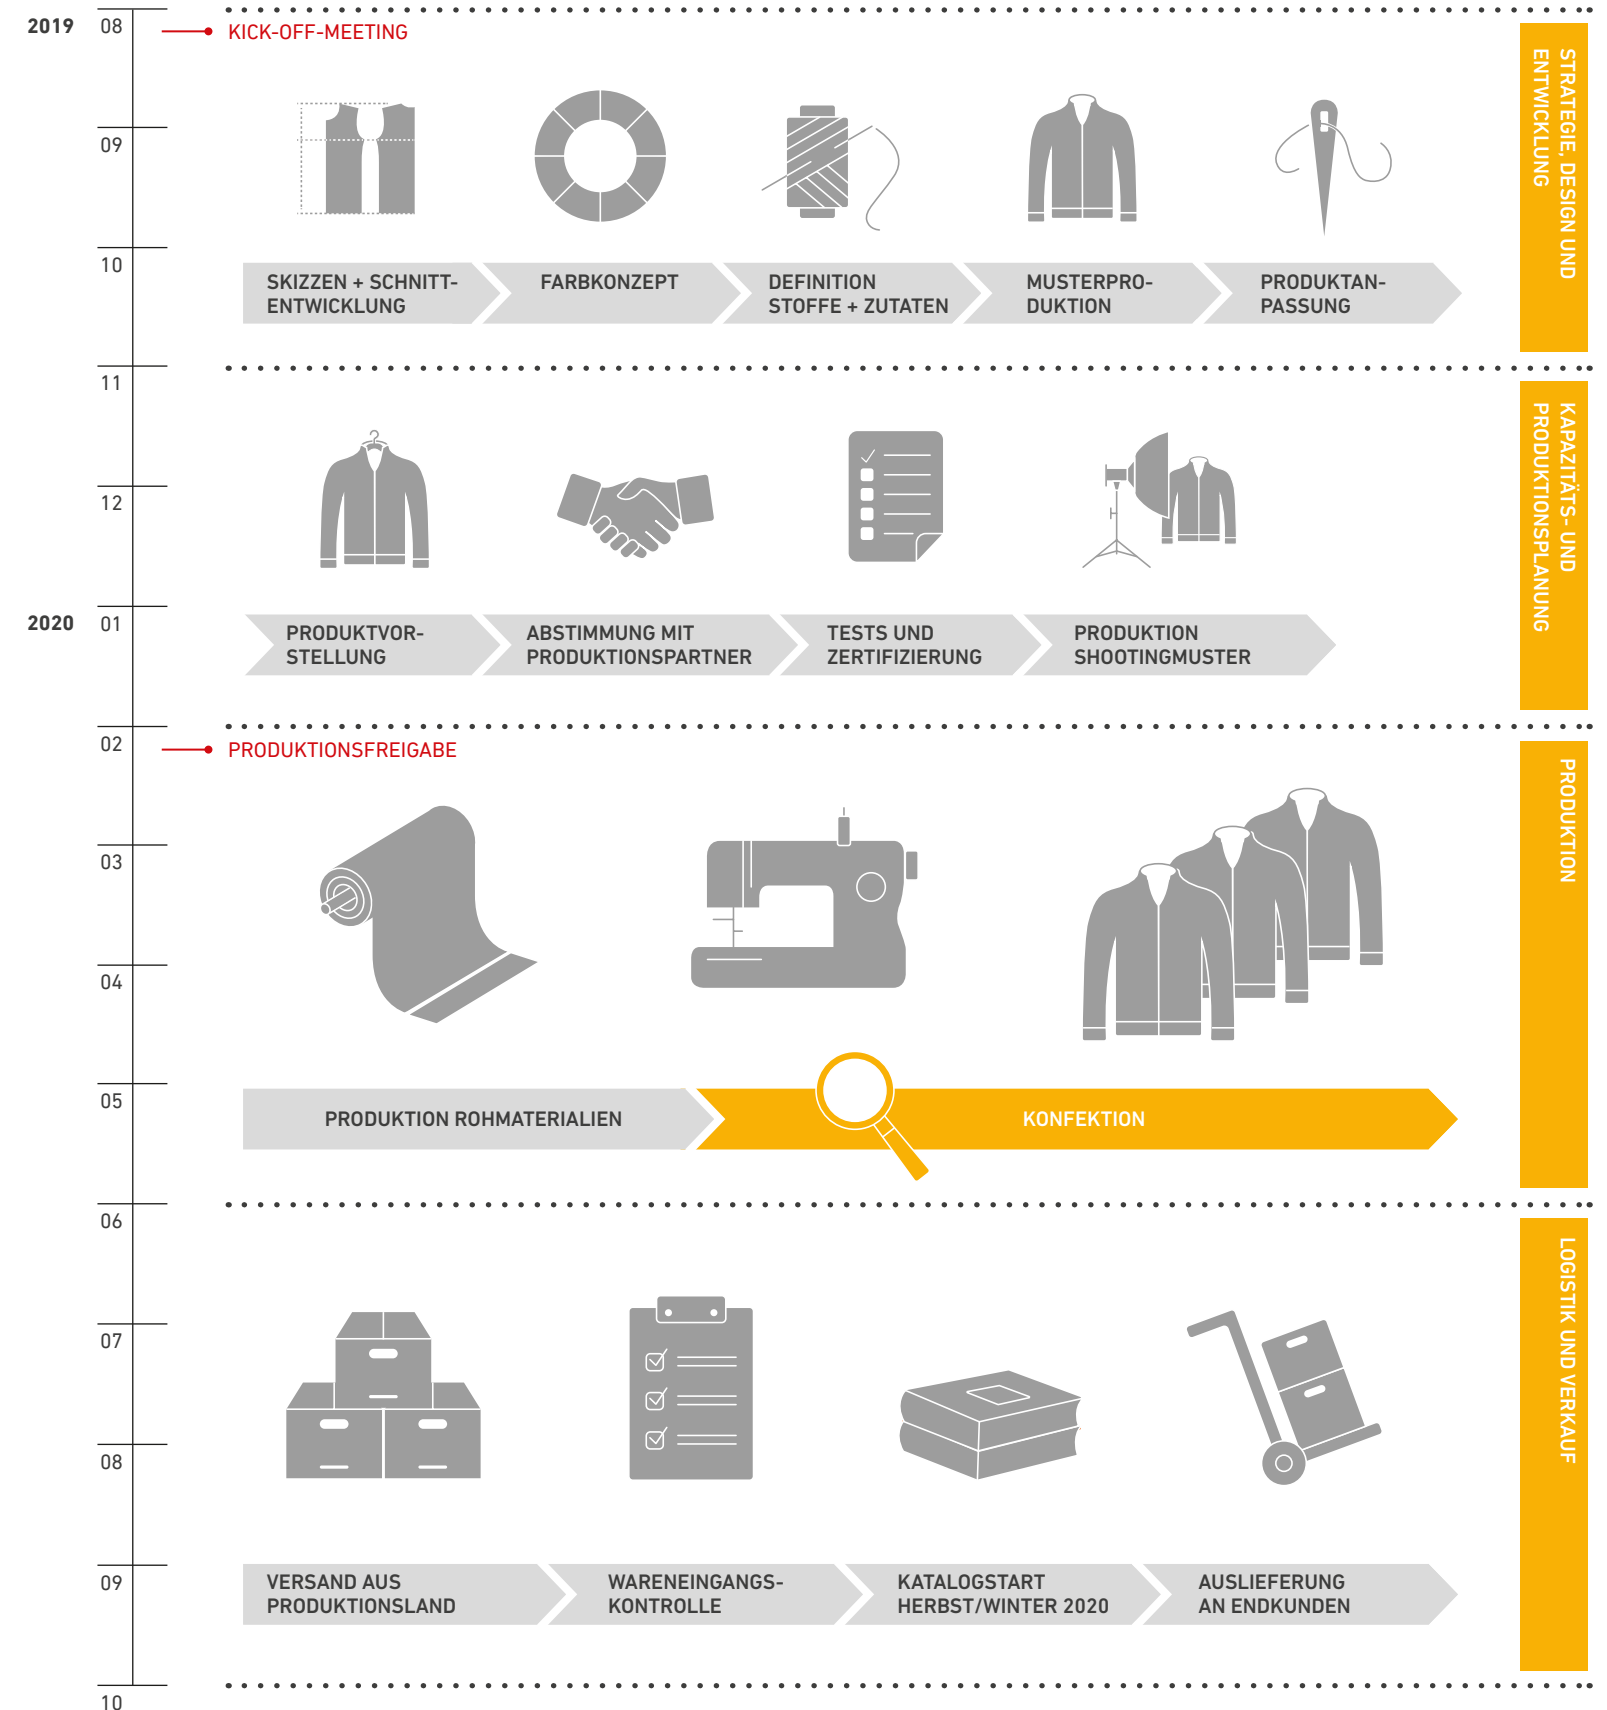 2019
08
KICK-OFF-MEETING
STRATEGIE, DESIGN UND
ENTWICKLUNG
09
10
SKIZZEN + SCHNITT-
ENTWICKLUNG
FARBKONZEPT
DEFINITION
STOFFE + ZUTATEN
MUSTERPRO-
DUKTION
PRODUKTAN-
PASSUNG
11
KAPAZITÄTS- UND
PRODUKTIONSPLANUNG
12
2020
01
PRODUKTVOR-
STELLUNG
ABSTIMMUNG MIT
PRODUKTIONSPARTNER
TESTS UND
ZERTIFIZIERUNG
PRODUKTION
SHOOTINGMUSTER
02
PRODUKTIONSFREIGABE
PRODUKTION
03
04
05
PRODUKTION ROHMATERIALIEN
KONFEKTION
06
LOGISTIK UND VERKAUF
07
08
09
VERSAND AUS
PRODUKTIONSLAND
WARENEINGANGS-
KONTROLLE
KATALOGSTART
HERBST/WINTER 2020
AUSLIEFERUNG
AN ENDKUNDEN
10